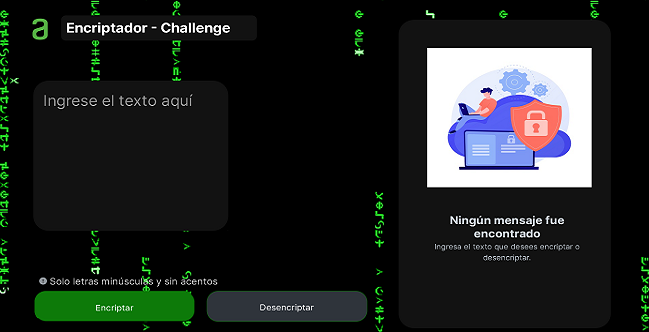 a
Encriptador - Challenge
Ingrese el texto aquí
Solo letras minúsculas y sin acentos
Encriptar
Desencriptar
Ningún mensaje fue
encontrado
Ingresa el texto que desees encriptar o
desencriptar.